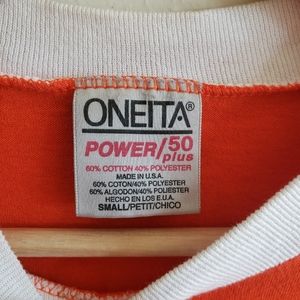 ONEITA®
POWER/50
plus
60% COTTON 40% POLYESTER
MADE IN U.S.A.
60% COTON/40% POLYESTER
60% ALGODON/40% POLIESTER
HECHO EN LOS E.U.A.
SMALL/PETIT/CHICO